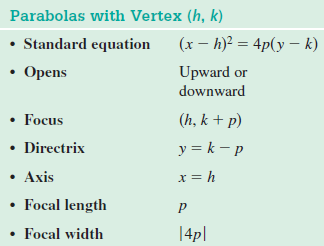 Parabolas with Vertex (h, k)
• Standard equation (x − h)² = 4p(y − k)
• Opens Upward or
downward
• Focus (h, k + p)
• Directrix y = k − p
• Axis x = h
• Focal length p
• Focal width |4p|